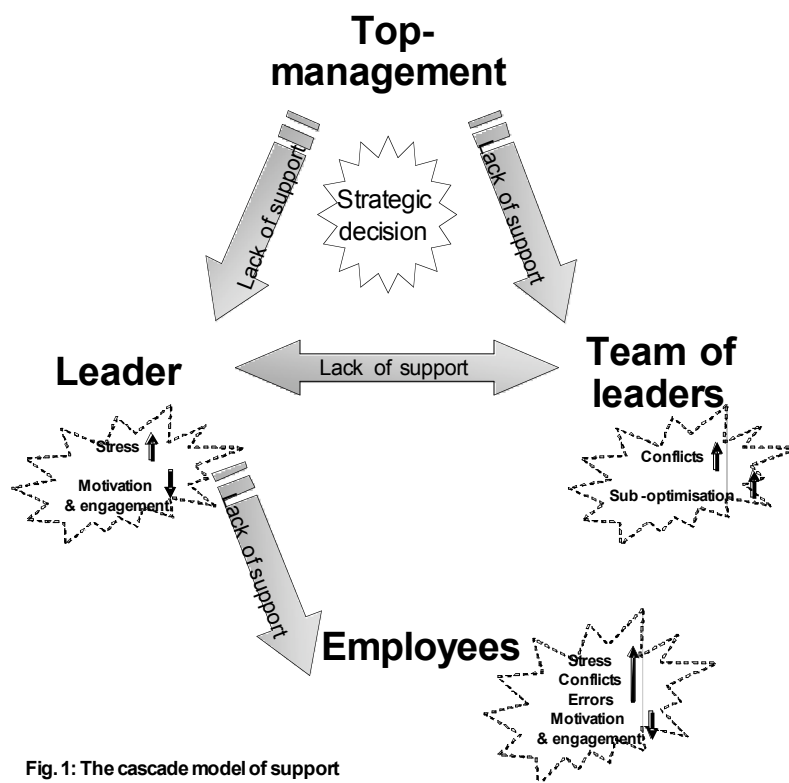 Top-
management
Lack of support
Strategic
decision
Lack of support
Leader
Lack of support
Team of
leaders
Stress
Motivation
& engagement
Lack of support
Conflicts
Sub-optimisation
Employees
Stress
Conflicts
Errors
Motivation
& engagement
Fig. 1: The cascade model of support